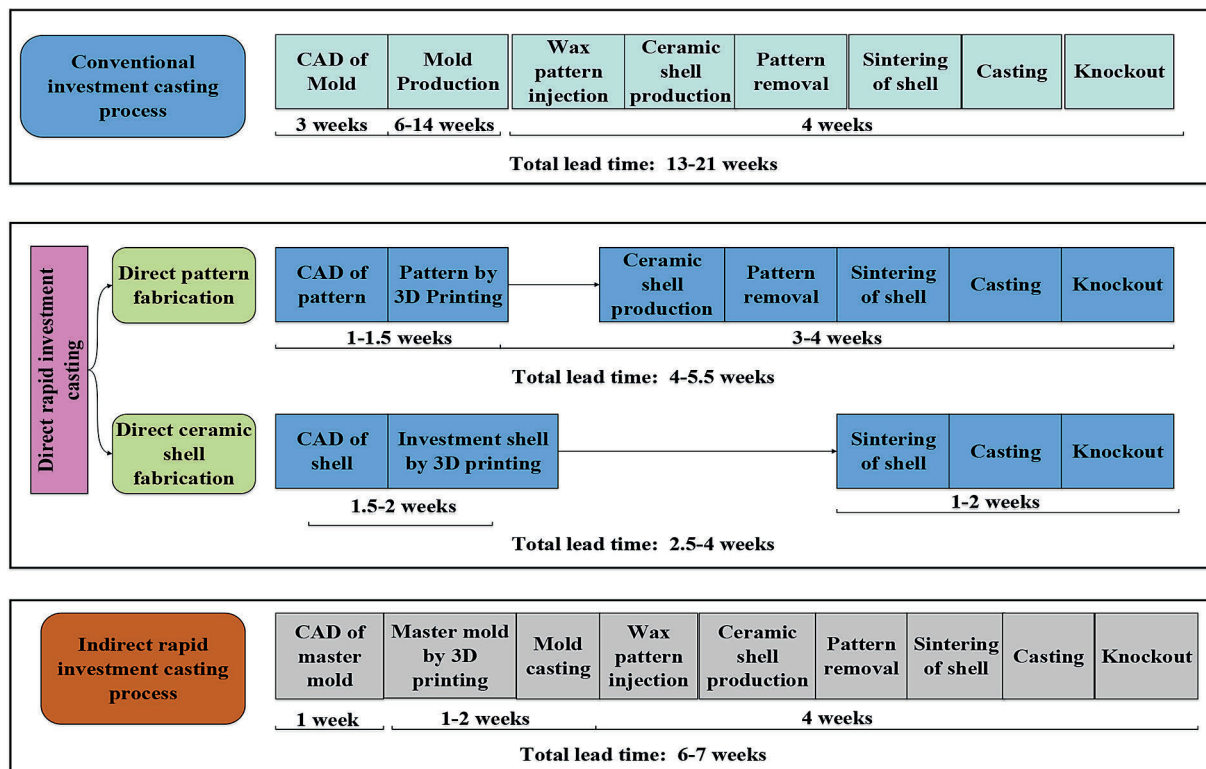 Conventional
investment casting
process
CAD of
Mold
Mold
Production
Wax
pattern
injection
Ceramic
shell
production
Pattern
removal
Sintering
of shell
Casting
Knockout
3 weeks
6-14 weeks
4 weeks
Total lead time: 13-21 weeks
Direct rapid investment
casting
Direct pattern
fabrication
CAD of
pattern
Pattern by
3D Printing
Ceramic
shell
production
Pattern
removal
Sintering
of shell
Casting
Knockout
1-1.5 weeks
3-4 weeks
Total lead time: 4-5.5 weeks
Direct ceramic
shell
fabrication
CAD of
shell
Investment shell
by 3D printing
Sintering
of shell
Casting
Knockout
1.5-2 weeks
1-2 weeks
Total lead time: 2.5-4 weeks
Indirect rapid
investment casting
process
CAD of
master
mold
Master mold
by 3D
printing
Mold
casting
Wax
pattern
injection
Ceramic
shell
production
Pattern
removal
Sintering
of shell
Casting
Knockout
1 week
1-2 weeks
4 weeks
Total lead time: 6-7 weeks